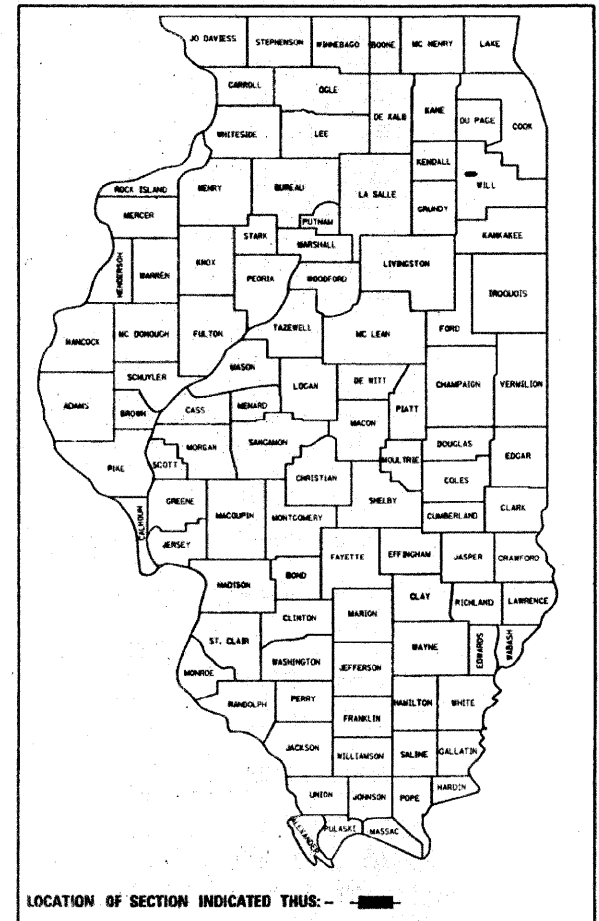 JO DAVIESS STEPHENSON WINNEBAGO BOONE MC HENRY LAKE
CARROLL OGLE DE KALB KANE DU PAGE COOK
WHITESIDE LEE KENDALL WILL
ROCK ISLAND HENRY BUREAU LA SALLE GRUNDY
MERCER PUTNAM KANKAKEE
STARK MARSHALL
HENDERSON WARREN KNOX PEORIA WOODFORD LIVINGSTON IROQUOIS
HANCOCK MC DONOUGH FULTON TAZEWELL MC LEAN FORD
SCHUYLER MASON LOGAN DE WITT CHAMPAIGN VERMILION
ADAMS BROWN CASS MENARD MACON PIATT
PIKE SCOTT MORGAN SANGAMON CHRISTIAN MOULTRIE DOUGLAS EDGAR
COLES
CALHOUN GREENE MACOUPIN MONTGOMERY SHELBY CUMBERLAND CLARK
JERSEY FAYETTE EFFINGHAM JASPER CRAWFORD
MADISON BOND
CLINTON MARION CLAY RICHLAND LAWRENCE
ST. CLAIR WASHINGTON JEFFERSON WAYNE EDWARDS WABASH
MONROE
RANDOLPH PERRY FRANKLIN HAMILTON WHITE
JACKSON WILLIAMSON SALINE GALLATIN
UNION JOHNSON POPE HARDIN
ALEXANDER PULASKI MASSAC
LOCATION OF SECTION INDICATED THUS: -